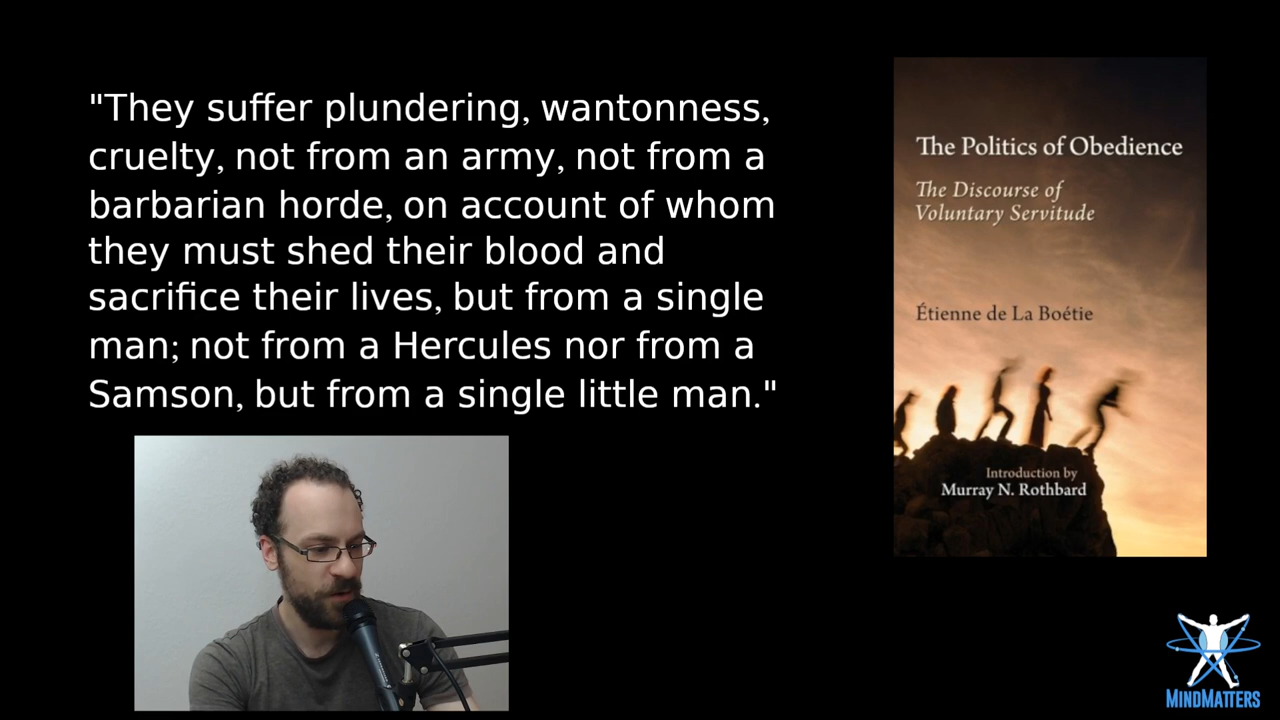 "They suffer plundering, wantonness,
cruelty, not from an army, not from a
barbarian horde, on account of whom
they must shed their blood and
sacrifice their lives, but from a single
man; not from a Hercules nor from a
Samson, but from a single little man."
The Politics of Obedience
The Discourse of
Voluntary Servitude
Étienne de La Boétie
Introduction by
Murray N. Rothbard
MINDMATTERS